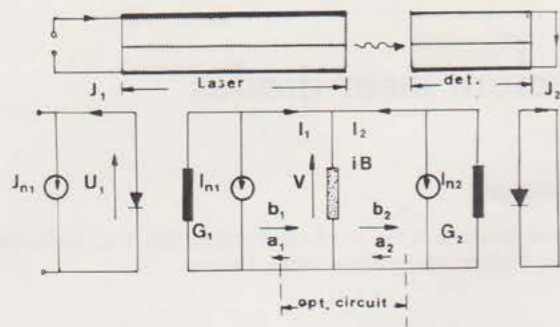 Laser
det.
J1
J2
I1
I2
iB
Jn1
U1
In1
V
In2
G1
b1
b2
G2
a1
a2
opt. circuit